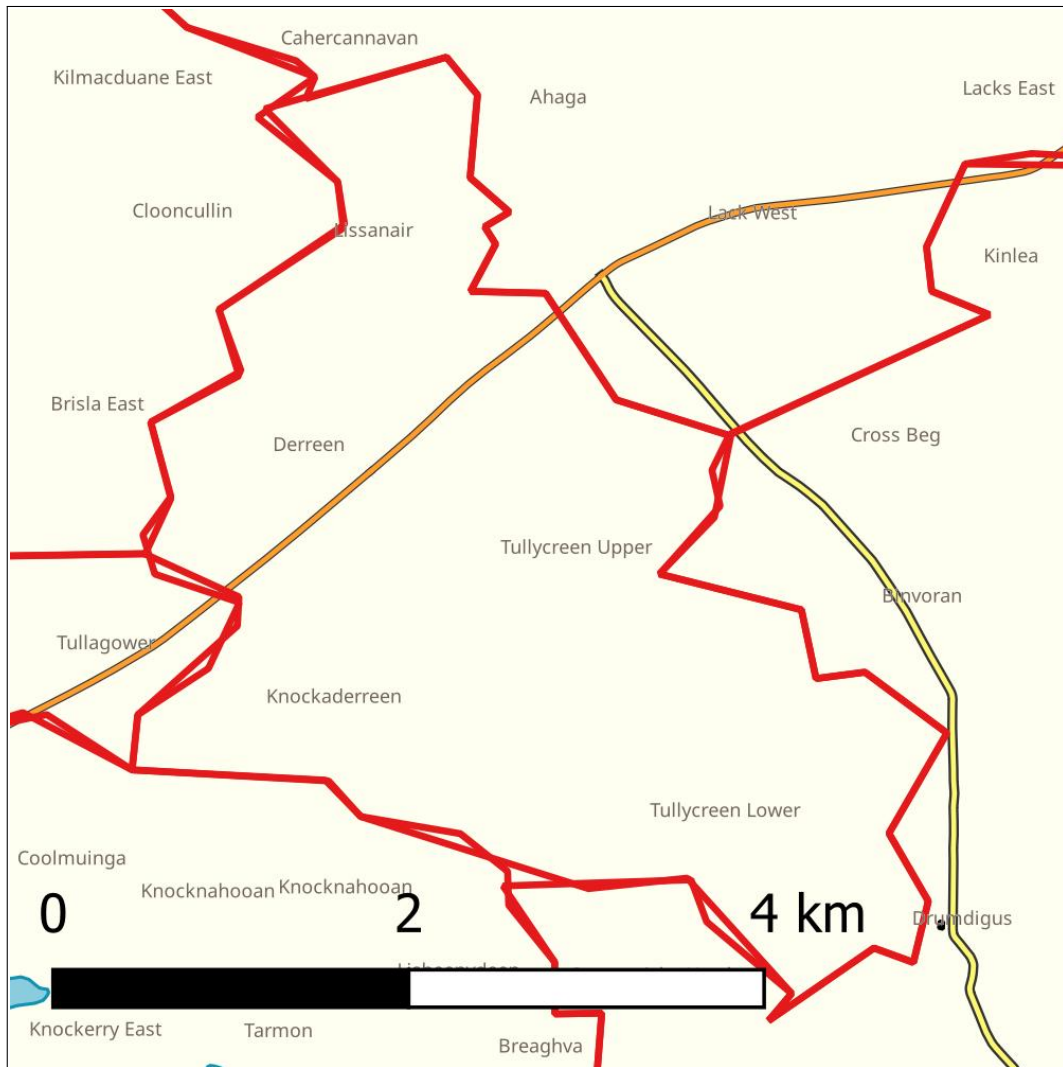 Cahercannavan
Kilmacduane East
Ahaga
Lacks East
Clooncullin
Lissanair
Lack West
Kinlea
Brisla East
Derreen
Cross Beg
Tullycreen Upper
Binvoran
Tullagower
Knockaderreen
Tullycreen Lower
Coolmuinga
Knocknahooan
Knocknahooan
0
2
4 km
Drumdigus
Knockerry East
Tarmon
Breaghva